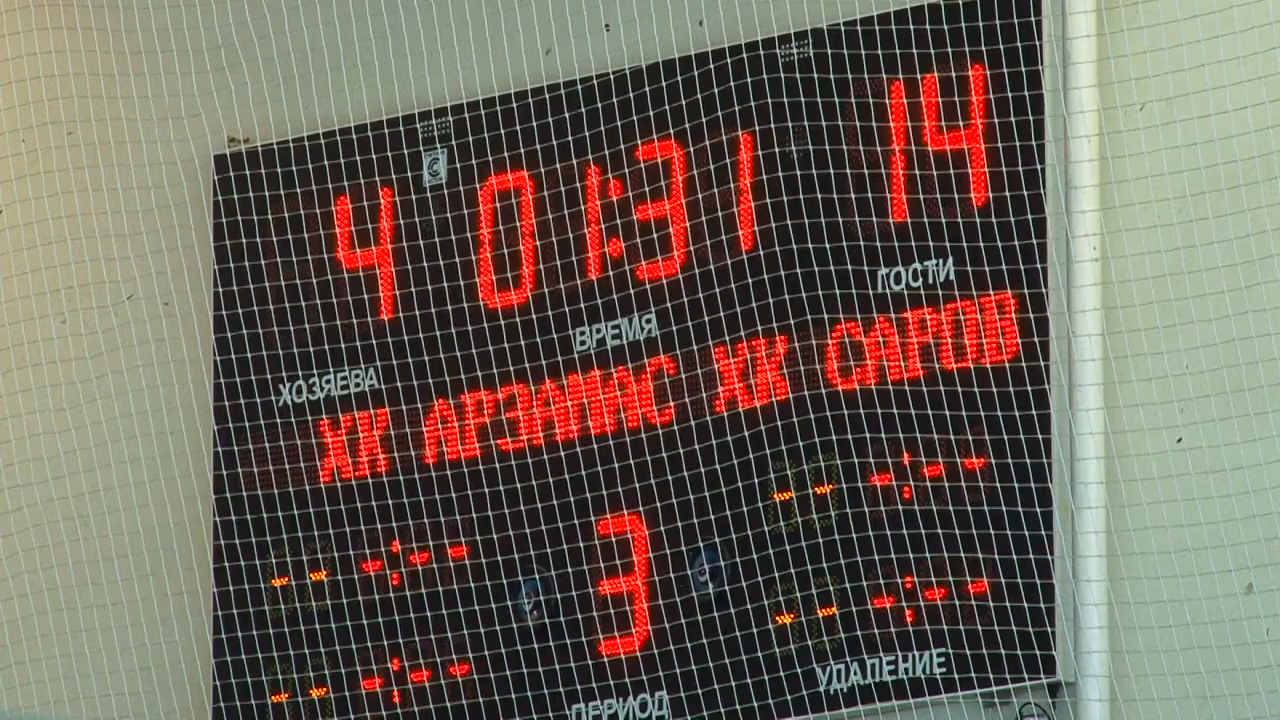 4 01:31 14
ХОЗЯЕВА ВРЕМЯ ГОСТИ
ХК АРЗАМАС ХК САРОВ
-- -:-- -- -:--
3
-- -:-- -- -:--
ПЕРИОД УДАЛЕНИЕ